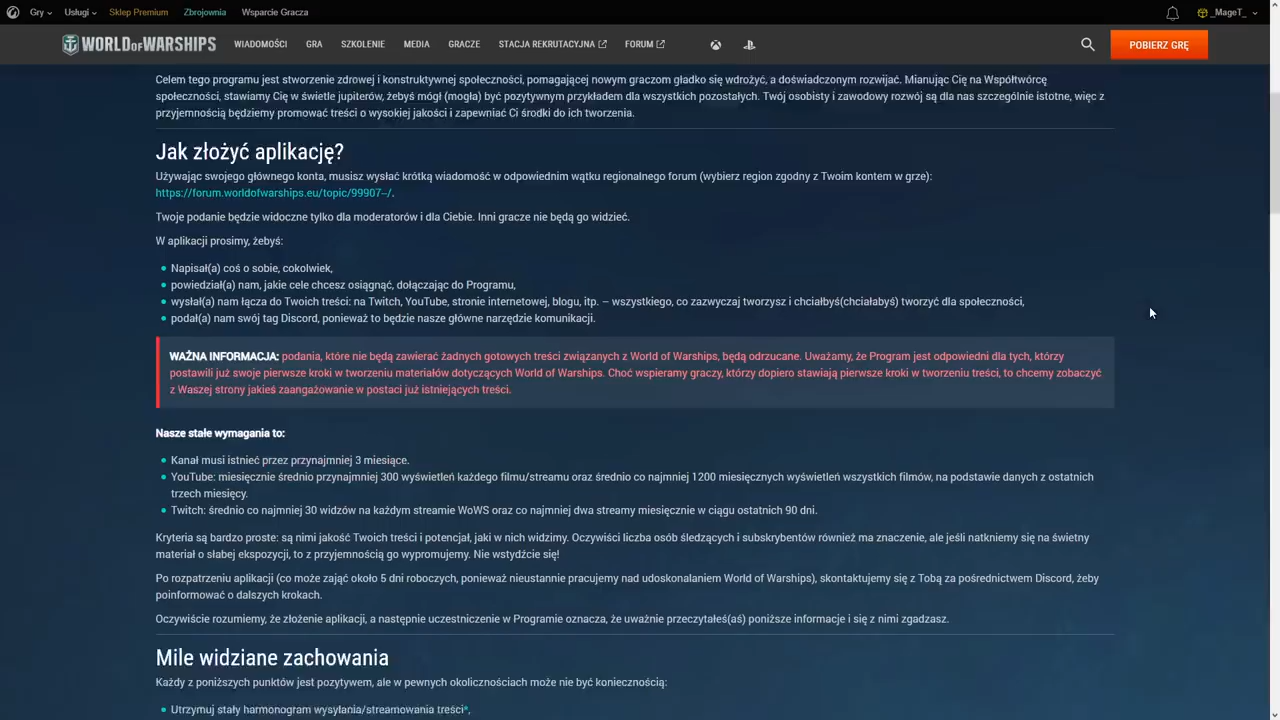 Gry Usługi Sklep Premium Zbrojownia Wsparcie Gracza _MageT_
WORLD OF WARSHIPS WIADOMOŚCI GRA SZKOLENIE MEDIA GRACZE STACJA REKRUTACYJNA FORUM POBIERZ GRĘ
Celem tego programu jest stworzenie zdrowej i konstruktywnej społeczności, pomagającej nowym graczom gładko się wdrożyć, a doświadczonym rozwijać. Mianując Cię na Współtwórcę
społeczności, stawiamy Cię w świetle jupiterów, żebyś mógł (mogła) być pozytywnym przykładem dla wszystkich pozostałych. Twój osobisty i zawodowy rozwój są dla nas szczególnie istotne, więc z
przyjemnością będziemy promować treści o wysokiej jakości i zapewniać Ci środki do ich tworzenia.
Jak złożyć aplikację?
Używając swojego głównego konta, musisz wysłać krótką wiadomość w odpowiednim wątku regionalnego forum (wybierz region zgodny z Twoim kontem w grze):
https://forum.worldofwarships.eu/topic/99907-​-/.
Twoje podanie będzie widoczne tylko dla moderatorów i dla Ciebie. Inni gracze nie będą go widzieć.
W aplikacji prosimy, żebyś:
Napisał(a) coś o sobie, cokolwiek,
powiedział(a) nam, jakie cele chcesz osiągnąć, dołączając do Programu,
wysłał(a) nam łącza do Twoich treści: na Twitch, YouTube, stronie internetowej, blogu, itp. – wszystkiego, co zazwyczaj tworzysz i chciałbyś(chciałabyś) tworzyć dla społeczności,
podał(a) nam swój tag Discord, ponieważ to będzie nasze główne narzędzie komunikacji.
WAŻNA INFORMACJA: podania, które nie będą zawierać żadnych gotowych treści związanych z World of Warships, będą odrzucane. Uważamy, że Program jest odpowiedni dla tych, którzy
postawili już swoje pierwsze kroki w tworzeniu materiałów dotyczących World of Warships. Choć wspieramy graczy, którzy dopiero stawiają pierwsze kroki w tworzeniu treści, to chcemy zobaczyć
z Waszej strony jakieś zaangażowanie w postaci już istniejących treści.
Nasze stałe wymagania to:
Kanał musi istnieć przez przynajmniej 3 miesiące.
YouTube: miesięcznie średnio przynajmniej 300 wyświetleń każdego filmu/streamu oraz średnio co najmniej 1200 miesięcznych wyświetleń wszystkich filmów, na podstawie danych z ostatnich
trzech miesięcy.
Twitch: średnio co najmniej 30 widzów na każdym streamie WoWS oraz co najmniej dwa streamy miesięcznie w ciągu ostatnich 90 dni.
Kryteria są bardzo proste: są nimi jakość Twoich treści i potencjał, jaki w nich widzimy. Oczywiści liczba osób śledzących i subskrybentów również ma znaczenie, ale jeśli natkniemy się na świetny
materiał o słabej ekspozycji, to z przyjemnością go wypromujemy. Nie wstydźcie się!
Po rozpatrzeniu aplikacji (co może zająć około 5 dni roboczych, ponieważ nieustannie pracujemy nad udoskonalaniem World of Warships), skontaktujemy się z Tobą za pośrednictwem Discord, żeby
poinformować o dalszych krokach.
Oczywiście rozumiemy, że złożenie aplikacji, a następnie uczestniczenie w Programie oznacza, że uważnie przeczytałeś(aś) poniższe informacje i się z nimi zgadzasz.
Mile widziane zachowania
Każdy z poniższych punktów jest pozytywem, ale w pewnych okolicznościach może nie być koniecznością:
Utrzymuj stały harmonogram wysyłania/streamowania treści*,